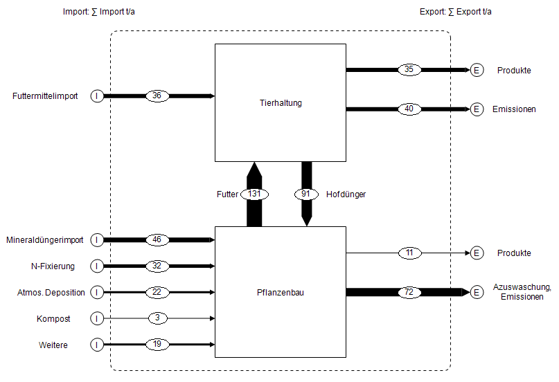 Import: ∑ Import t/a
Export: ∑ Export t/a
Futtermittelimport I 36
Tierhaltung
35 E Produkte
40 E Emissionen
Futter 131
91 Hofdünger
Mineraldüngerimport I 46
N-Fixierung I 32
Atmos. Deposition I 22
Kompost I 3
Weitere I 19
Pflanzenbau
11 E Produkte
72 E Azuswaschung,
Emissionen